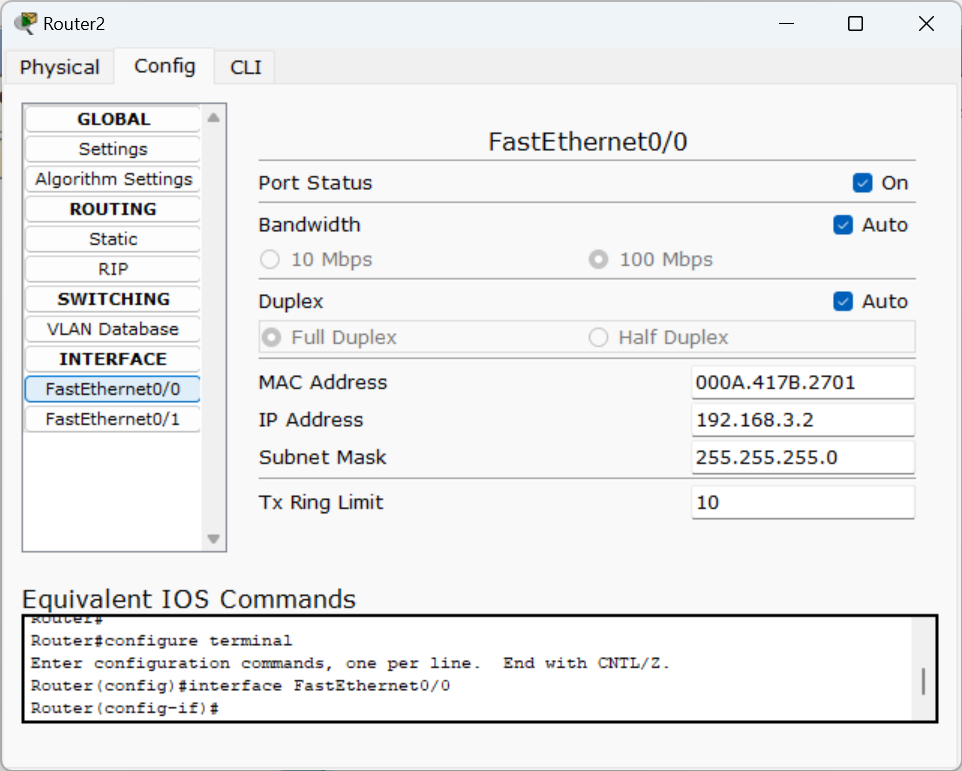 Router2
Physical Config CLI
GLOBAL
Settings
Algorithm Settings
ROUTING
Static
RIP
SWITCHING
VLAN Database
INTERFACE
FastEthernet0/0
FastEthernet0/1
FastEthernet0/0
Port Status On
Bandwidth Auto
10 Mbps 100 Mbps
Duplex Auto
Full Duplex Half Duplex
MAC Address 000A.417B.2701
IP Address 192.168.3.2
Subnet Mask 255.255.255.0
Tx Ring Limit 10
Equivalent IOS Commands
Router#
Router#configure terminal
Enter configuration commands, one per line.  End with CNTL/Z.
Router(config)#interface FastEthernet0/0
Router(config-if)#